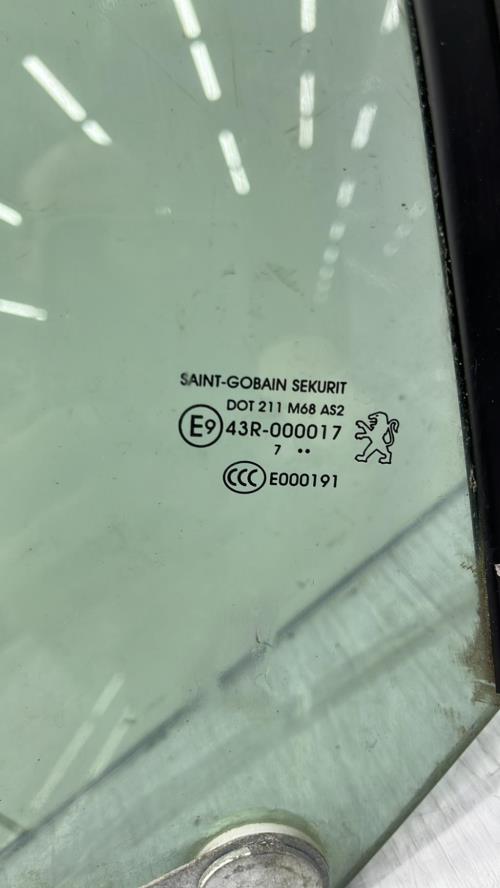 SAINT-GOBAIN SEKURIT
DOT 211 M68 AS2
E9 43R-000017
7 ••
CCC E000191